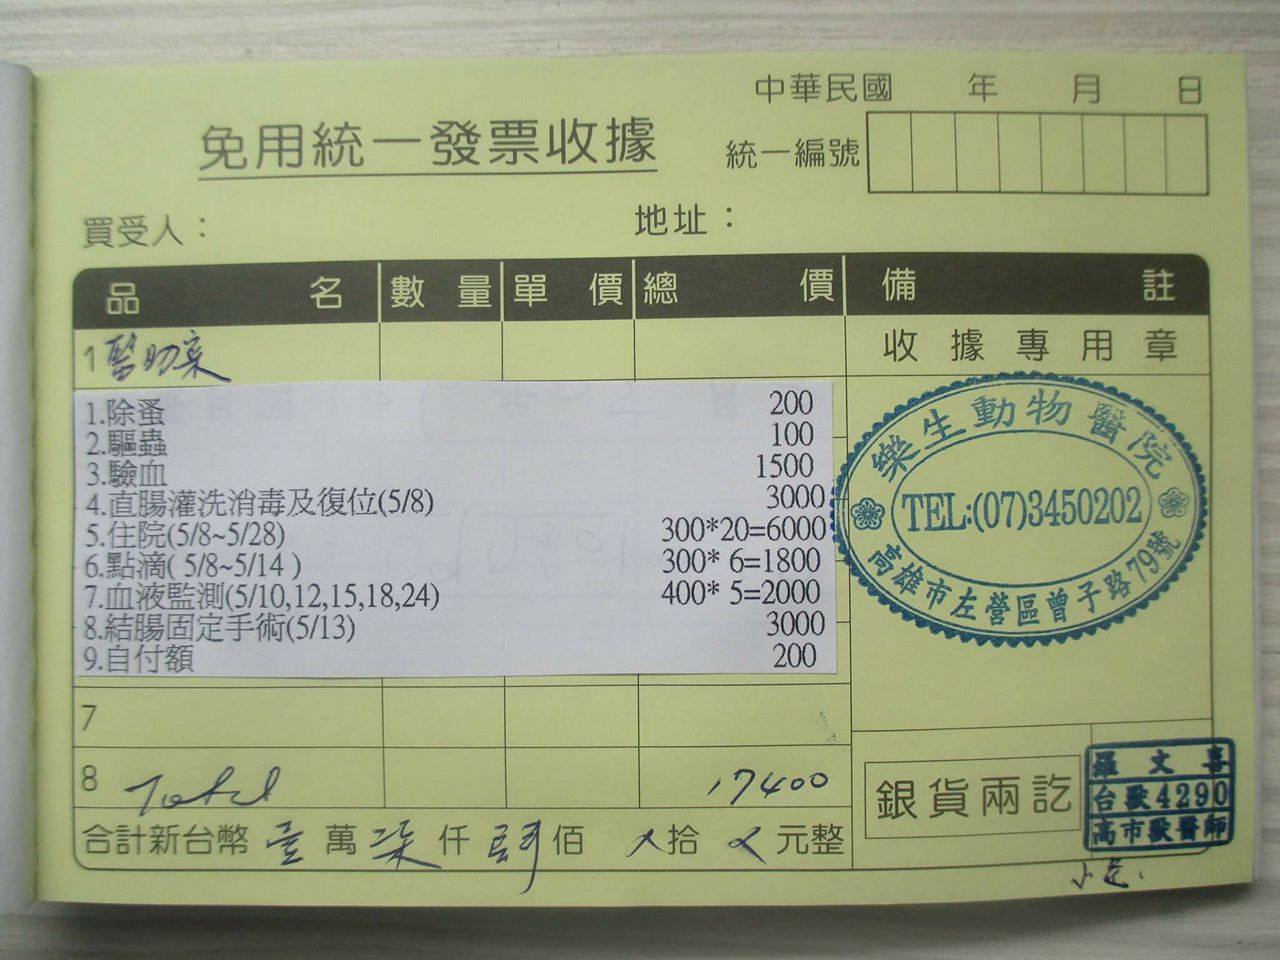 中華民國 年 月 日
免用統一發票收據
統一編號
買受人：
地址：
品名 數量 單價 總價 備註
1
收據專用章
1.除蚤 200
2.驅蟲 100
3.驗血 1500
4.直腸灌洗消毒及復位(5/8) 3000
5.住院(5/8~5/28) 300*20=6000
6.點滴( 5/8~5/14 ) 300* 6=1800
7.血液監測(5/10,12,15,18,24) 400* 5=2000
8.結腸固定手術(5/13) 3000
9.自付額 200
樂生動物醫院
TEL:(07)3450202
高雄市左營區曾子路79號
7
8 Total 17400
銀貨兩訖
羅文喜
台獸4290
高市獸醫師
合計新台幣 壹萬柒仟肆佰 拾 元整